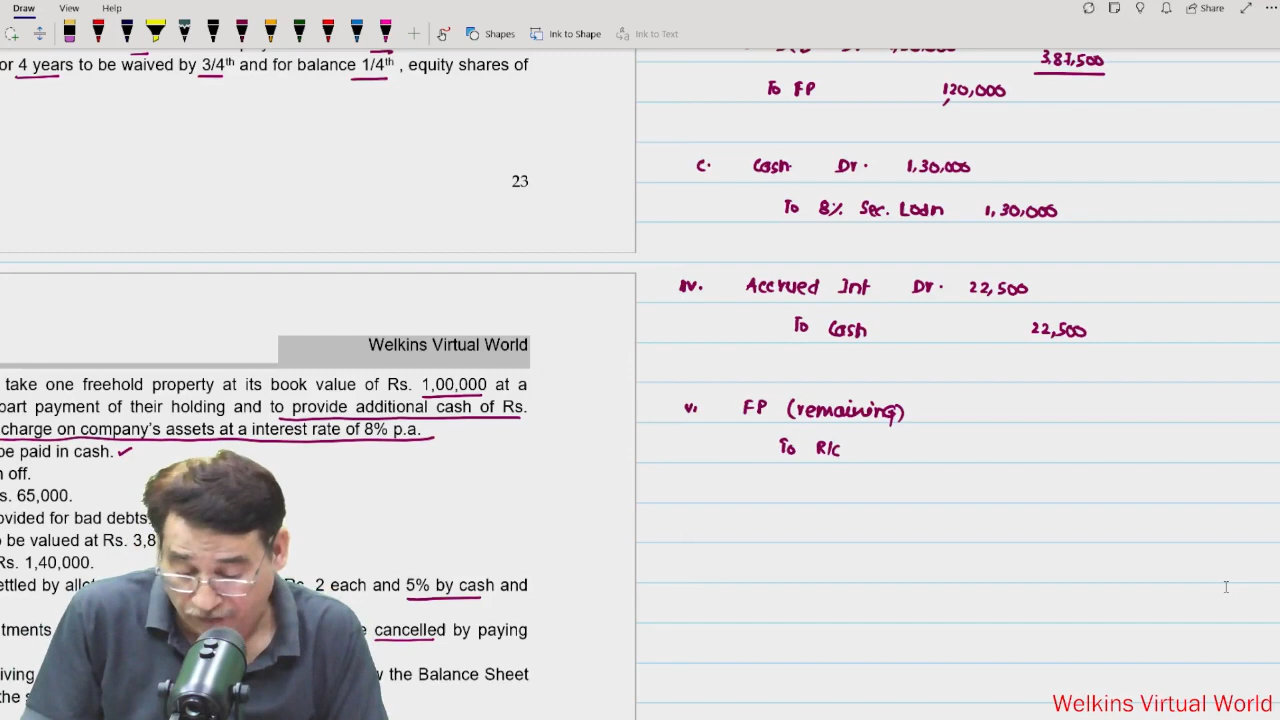 Draw View Help
Share
Shapes Ink to Shape Ink to Text
or 4 years to be waived by 3/4th and for balance 1/4th , equity shares of
23
Welkins Virtual World
take one freehold property at its book value of Rs. 1,00,000 at a
part payment of their holding and to provide additional cash of Rs.
charge on company's assets at a interest rate of 8% p.a.
be paid in cash.
off.
s. 65,000.
ovided for bad debts.
o be valued at Rs. 3,8
Rs. 1,40,000.
ettled by allot 2 each and 5% by cash and
tments cancelled by paying
iving the Balance Sheet
the s
3,87,500
To FP 120,000
C. Cash Dr. 1,30,000
To 8% Sec. Loan 1,30,000
iv. Accrued Int Dr. 22,500
To Cash 22,500
v. FP (remaining)
To R/c
Welkins Virtual World